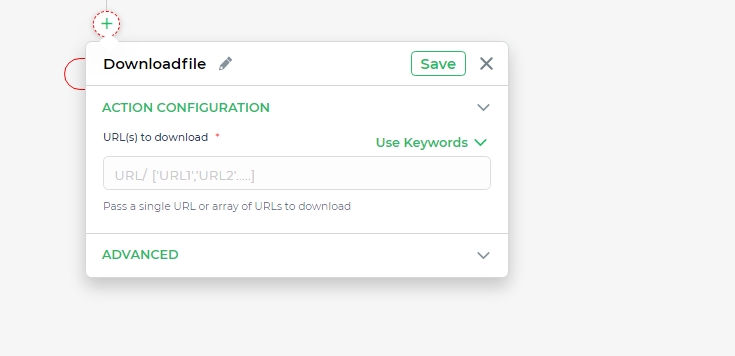 Downloadfile
Save
ACTION CONFIGURATION
URL(s) to download *
Use Keywords
URL/ ['URL1','URL2'.....]
Pass a single URL or array of URLs to download
ADVANCED